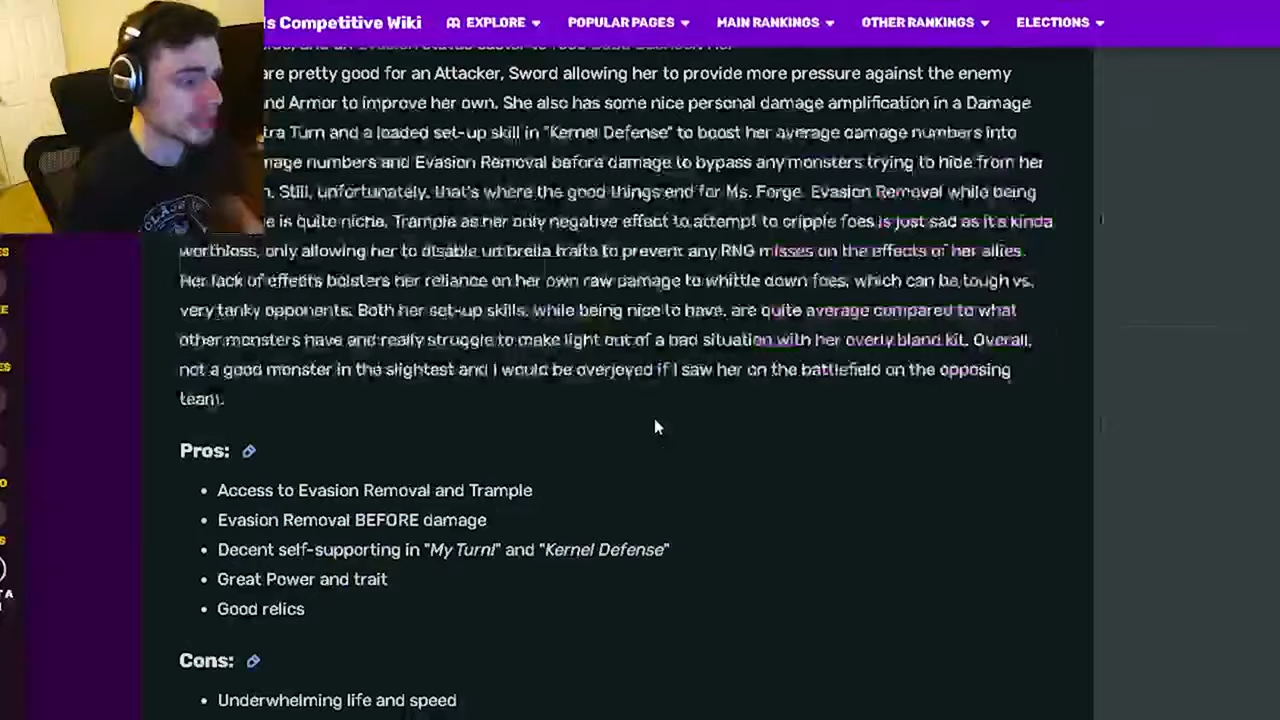 s Competitive Wiki
EXPLORE
POPULAR PAGES
MAIN RANKINGS
OTHER RANKINGS
ELECTIONS
are pretty good for an Attacker, Sword allowing her to provide more pressure against the enemy
nd Armor to improve her own. She also has some nice personal damage amplification in a Damage
tra Turn and a loaded set-up skill in "Kernel Defense" to boost her average damage numbers into
mage numbers and Evasion Removal before damage to bypass any monsters trying to hide from her
. Still, unfortunately, that's where the good things end for Ms. Forge. Evasion Removal while being
e is quite niche, Trample as her only negative effect to attempt to cripple foes is just sad as it's kinda
worthless, only allowing her to disable umbrella traits to prevent any RNG misses on the effects of her allies.
Her lack of effects bolsters her reliance on her own raw damage to whittle down foes, which can be tough vs.
very tanky opponents. Both her set-up skills, while being nice to have, are quite average compared to what
other monsters have and really struggle to make light out of a bad situation with her overly bland kit. Overall,
not a good monster in the slightest and I would be overjoyed if I saw her on the battlefield on the opposing
team.
Pros:
• Access to Evasion Removal and Trample
• Evasion Removal BEFORE damage
• Decent self-supporting in "My Turn!" and "Kernel Defense"
• Great Power and trait
• Good relics
Cons:
• Underwhelming life and speed